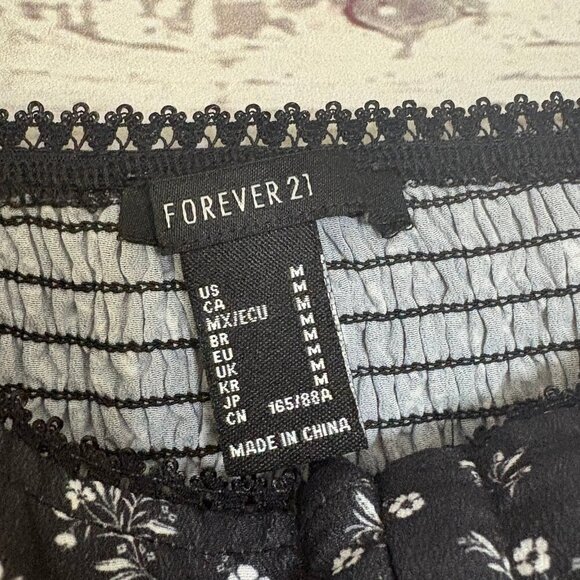 FOREVER 21
US M
CA M
MX/ECU M
BR M
EU M
UK M
KR M
JP M
CN 165/88A
MADE IN CHINA